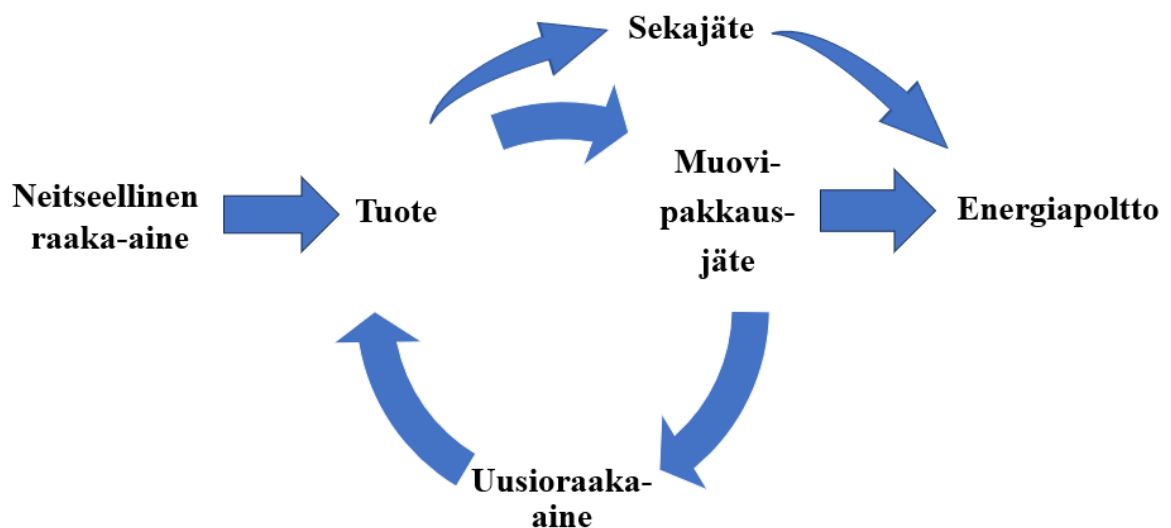 Sekajäte
Neitseellinen
raaka-aine
Tuote
Muovi-
pakkaus-
jäte
Energiapoltto
Uusioraaka-
aine